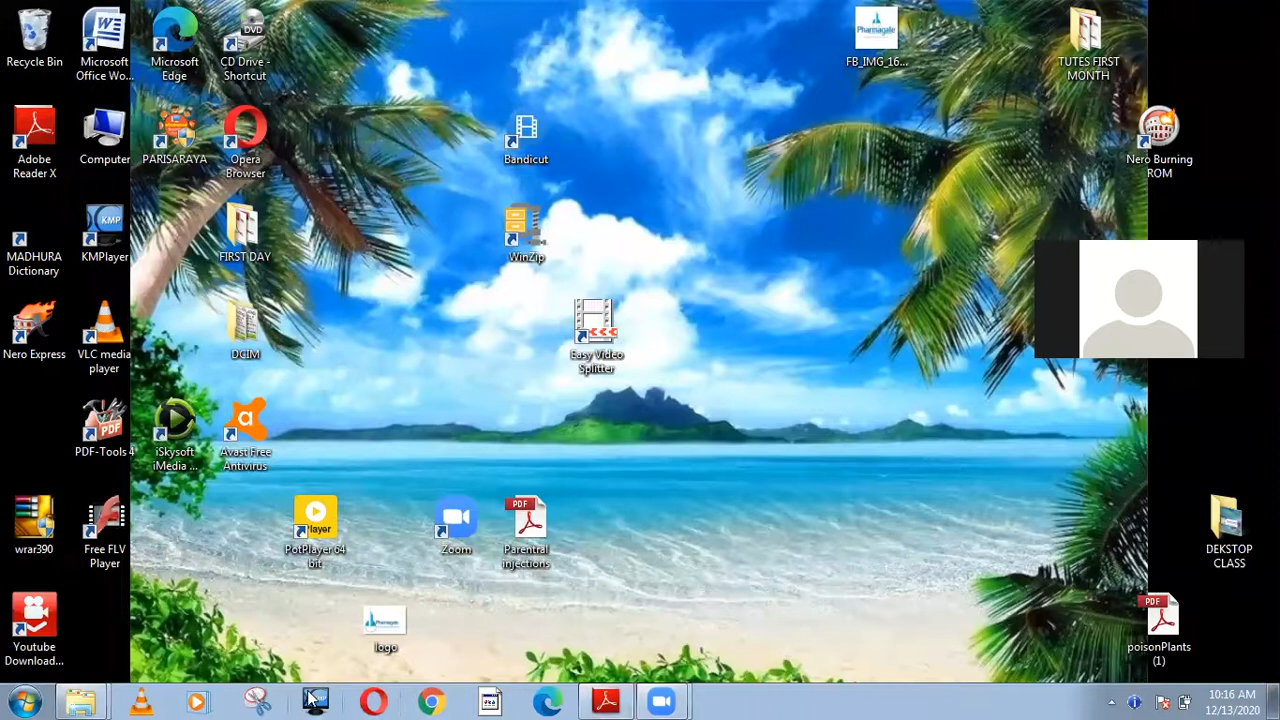 Recycle Bin
Microsoft Office Wo...
Microsoft Edge
DVD
CD Drive - Shortcut
Pharmagale
FB_IMG_16...
TUTES FIRST MONTH
Adobe Reader X
Computer
PARISARAYA
Opera Browser
Bandicut
Nero Burning ROM
MADHURA Dictionary
KMP
KMPlayer
FIRST DAY
WinZip
Nero Express
VLC media player
DCIM
Easy Video Splitter
PDF
PDF-Tools 4
iSkysoft iMedia ...
Avast Free Antivirus
wrar390
Free FLV Player
Player
PotPlayer 64 bit
Zoom
PDF
Parentral injections
DEKSTOP CLASS
Youtube Download...
Pharmagale
logo
PDF
poisonPlants (1)
10:16 AM
12/13/2020